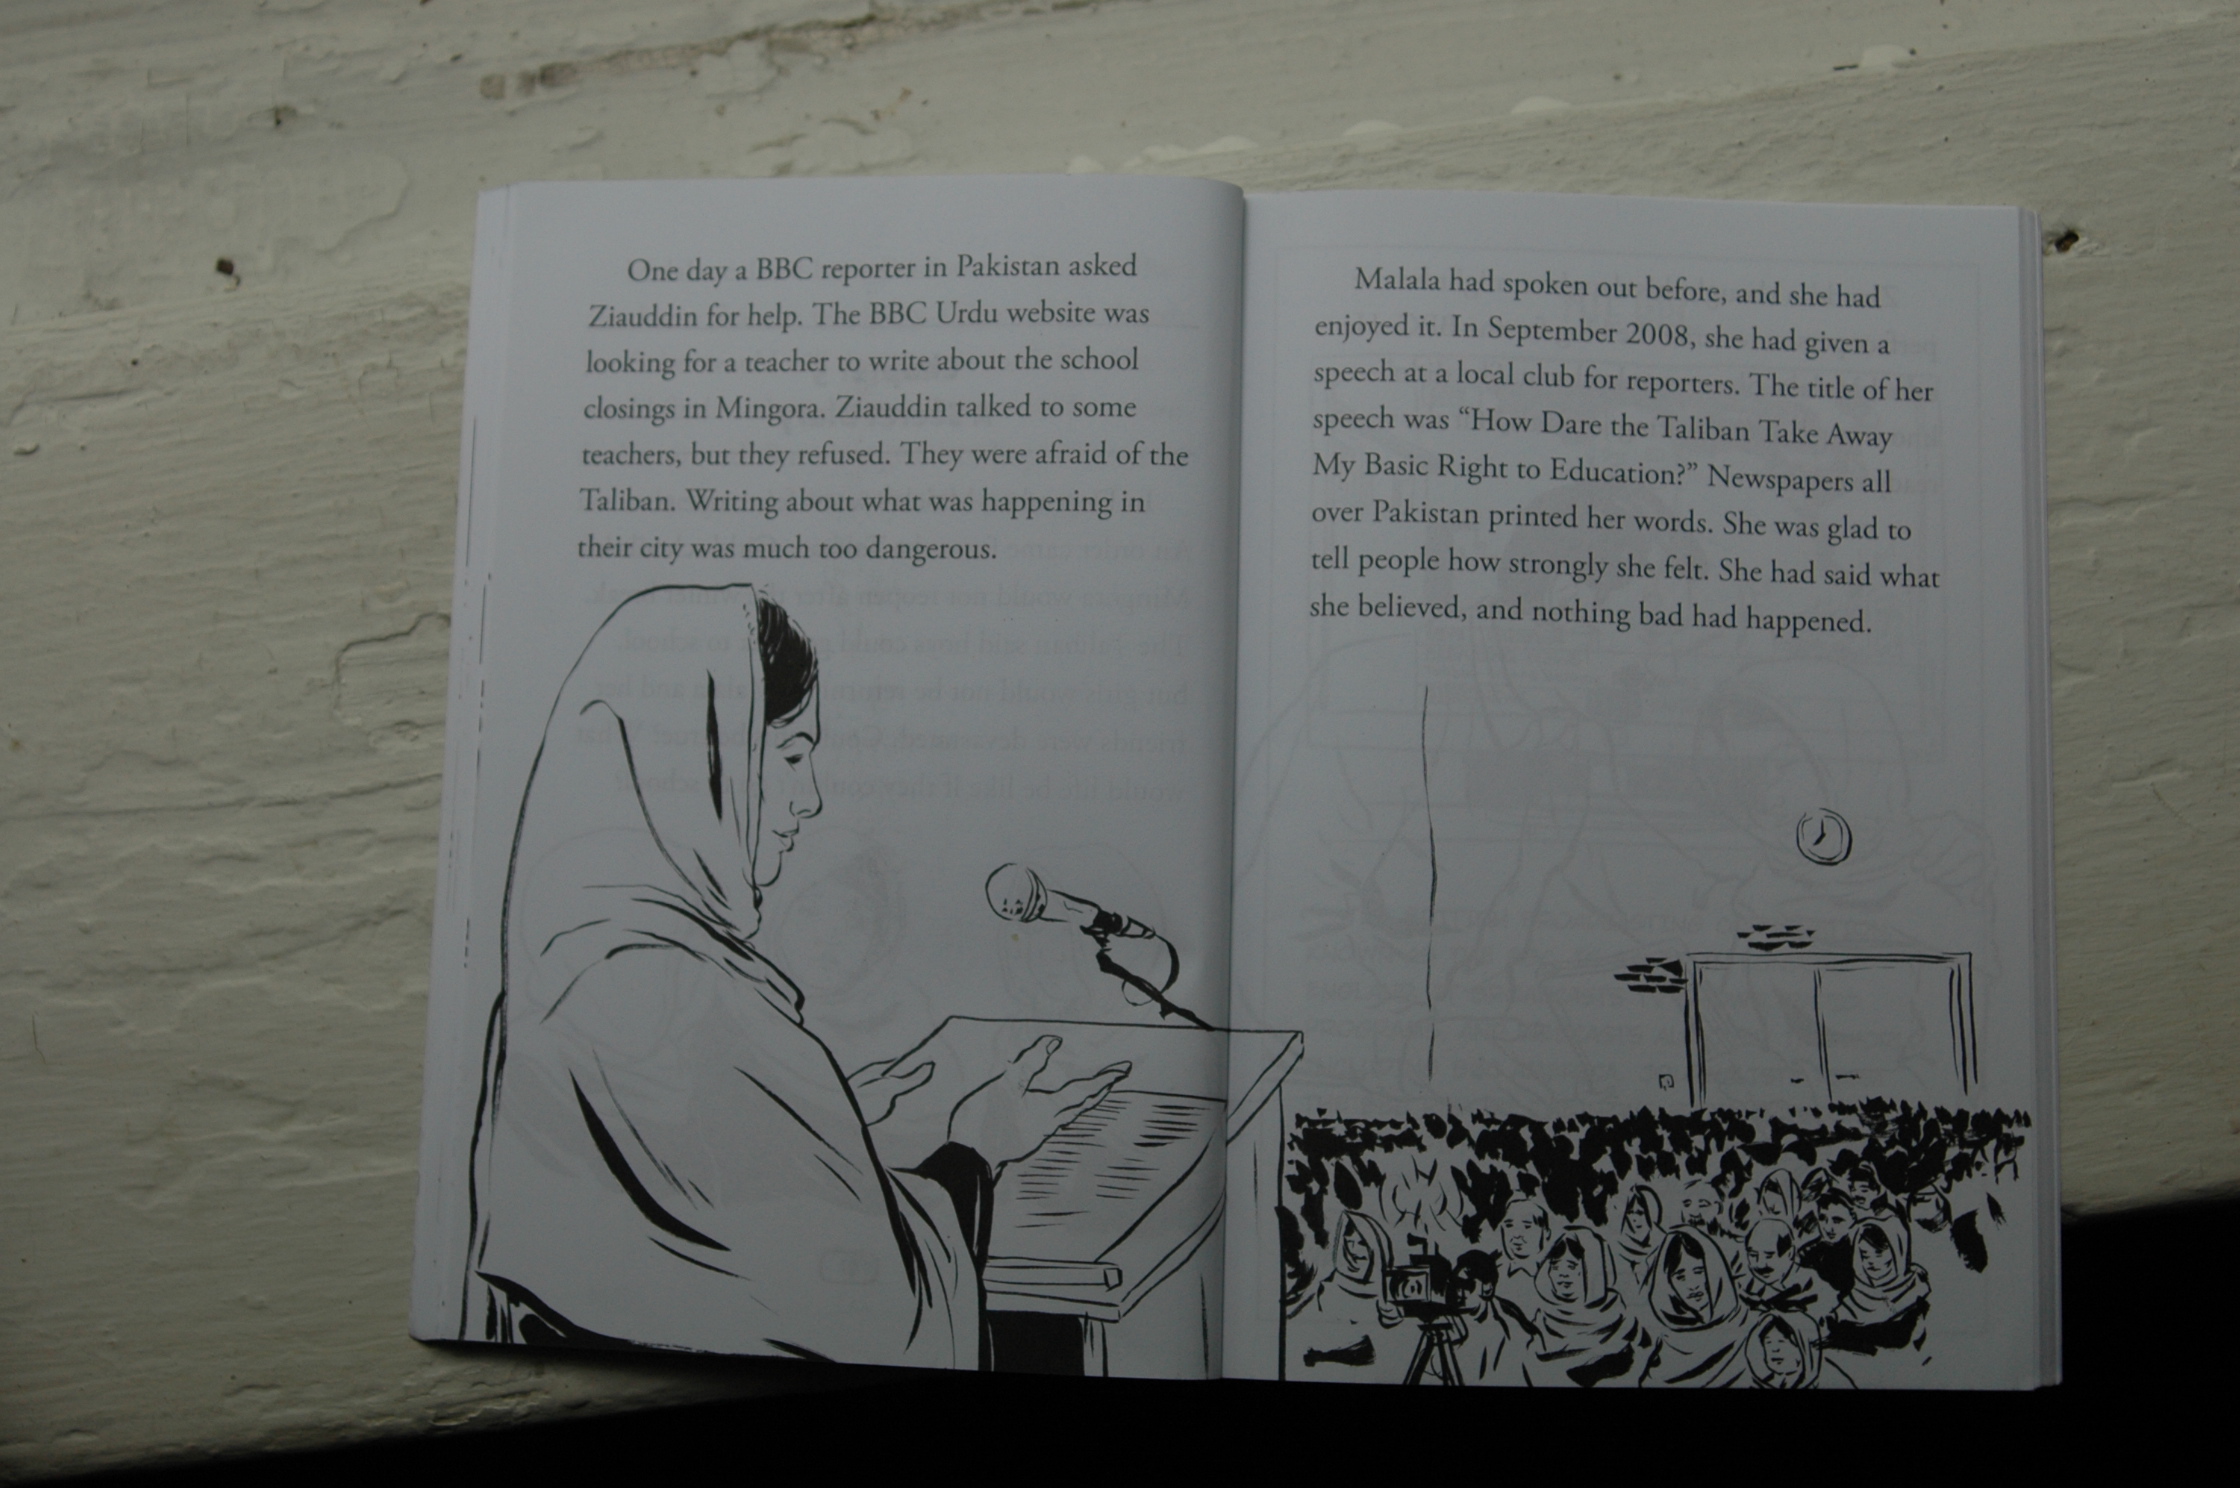 One day a BBC reporter in Pakistan asked
Ziauddin for help. The BBC Urdu website was
looking for a teacher to write about the school
closings in Mingora. Ziauddin talked to some
teachers, but they refused. They were afraid of the
Taliban. Writing about what was happening in
their city was much too dangerous.
Malala had spoken out before, and she had
enjoyed it. In September 2008, she had given a
speech at a local club for reporters. The title of her
speech was “How Dare the Taliban Take Away
My Basic Right to Education?” Newspapers all
over Pakistan printed her words. She was glad to
tell people how strongly she felt. She had said what
she believed, and nothing bad had happened.